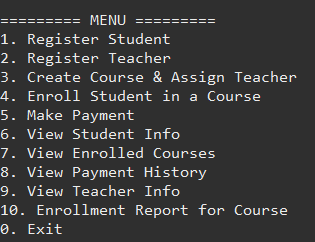 ========= MENU =========
1. Register Student
2. Register Teacher
3. Create Course & Assign Teacher
4. Enroll Student in a Course
5. Make Payment
6. View Student Info
7. View Enrolled Courses
8. View Payment History
9. View Teacher Info
10. Enrollment Report for Course
0. Exit